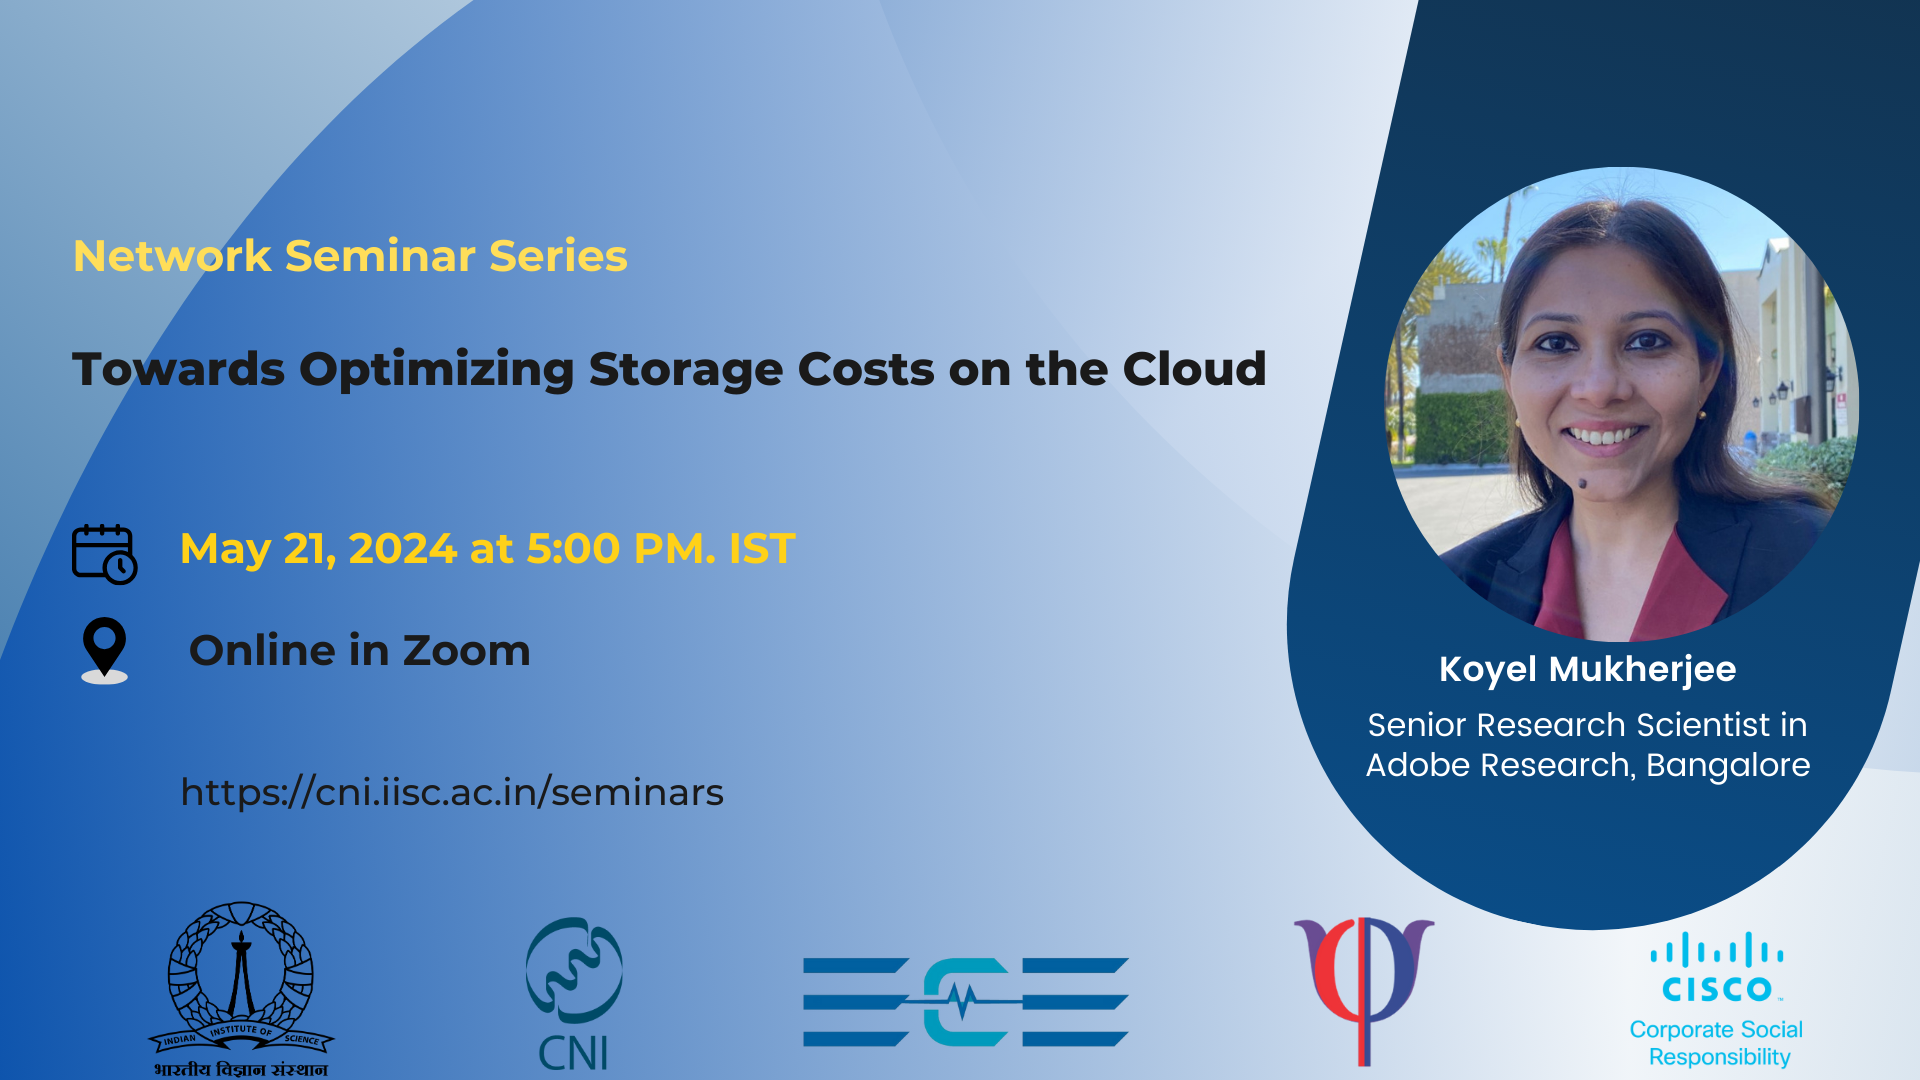 Network Seminar Series
Towards Optimizing Storage Costs on the Cloud
May 21, 2024 at 5:00 PM. IST
Online in Zoom
https://cni.iisc.ac.in/seminars
Koyel Mukherjee
Senior Research Scientist in
Adobe Research, Bangalore
INDIAN INSTITUTE OF SCIENCE
भारतीय विज्ञान संस्थान
CNI
ECE
CISCO
Corporate Social
Responsibility